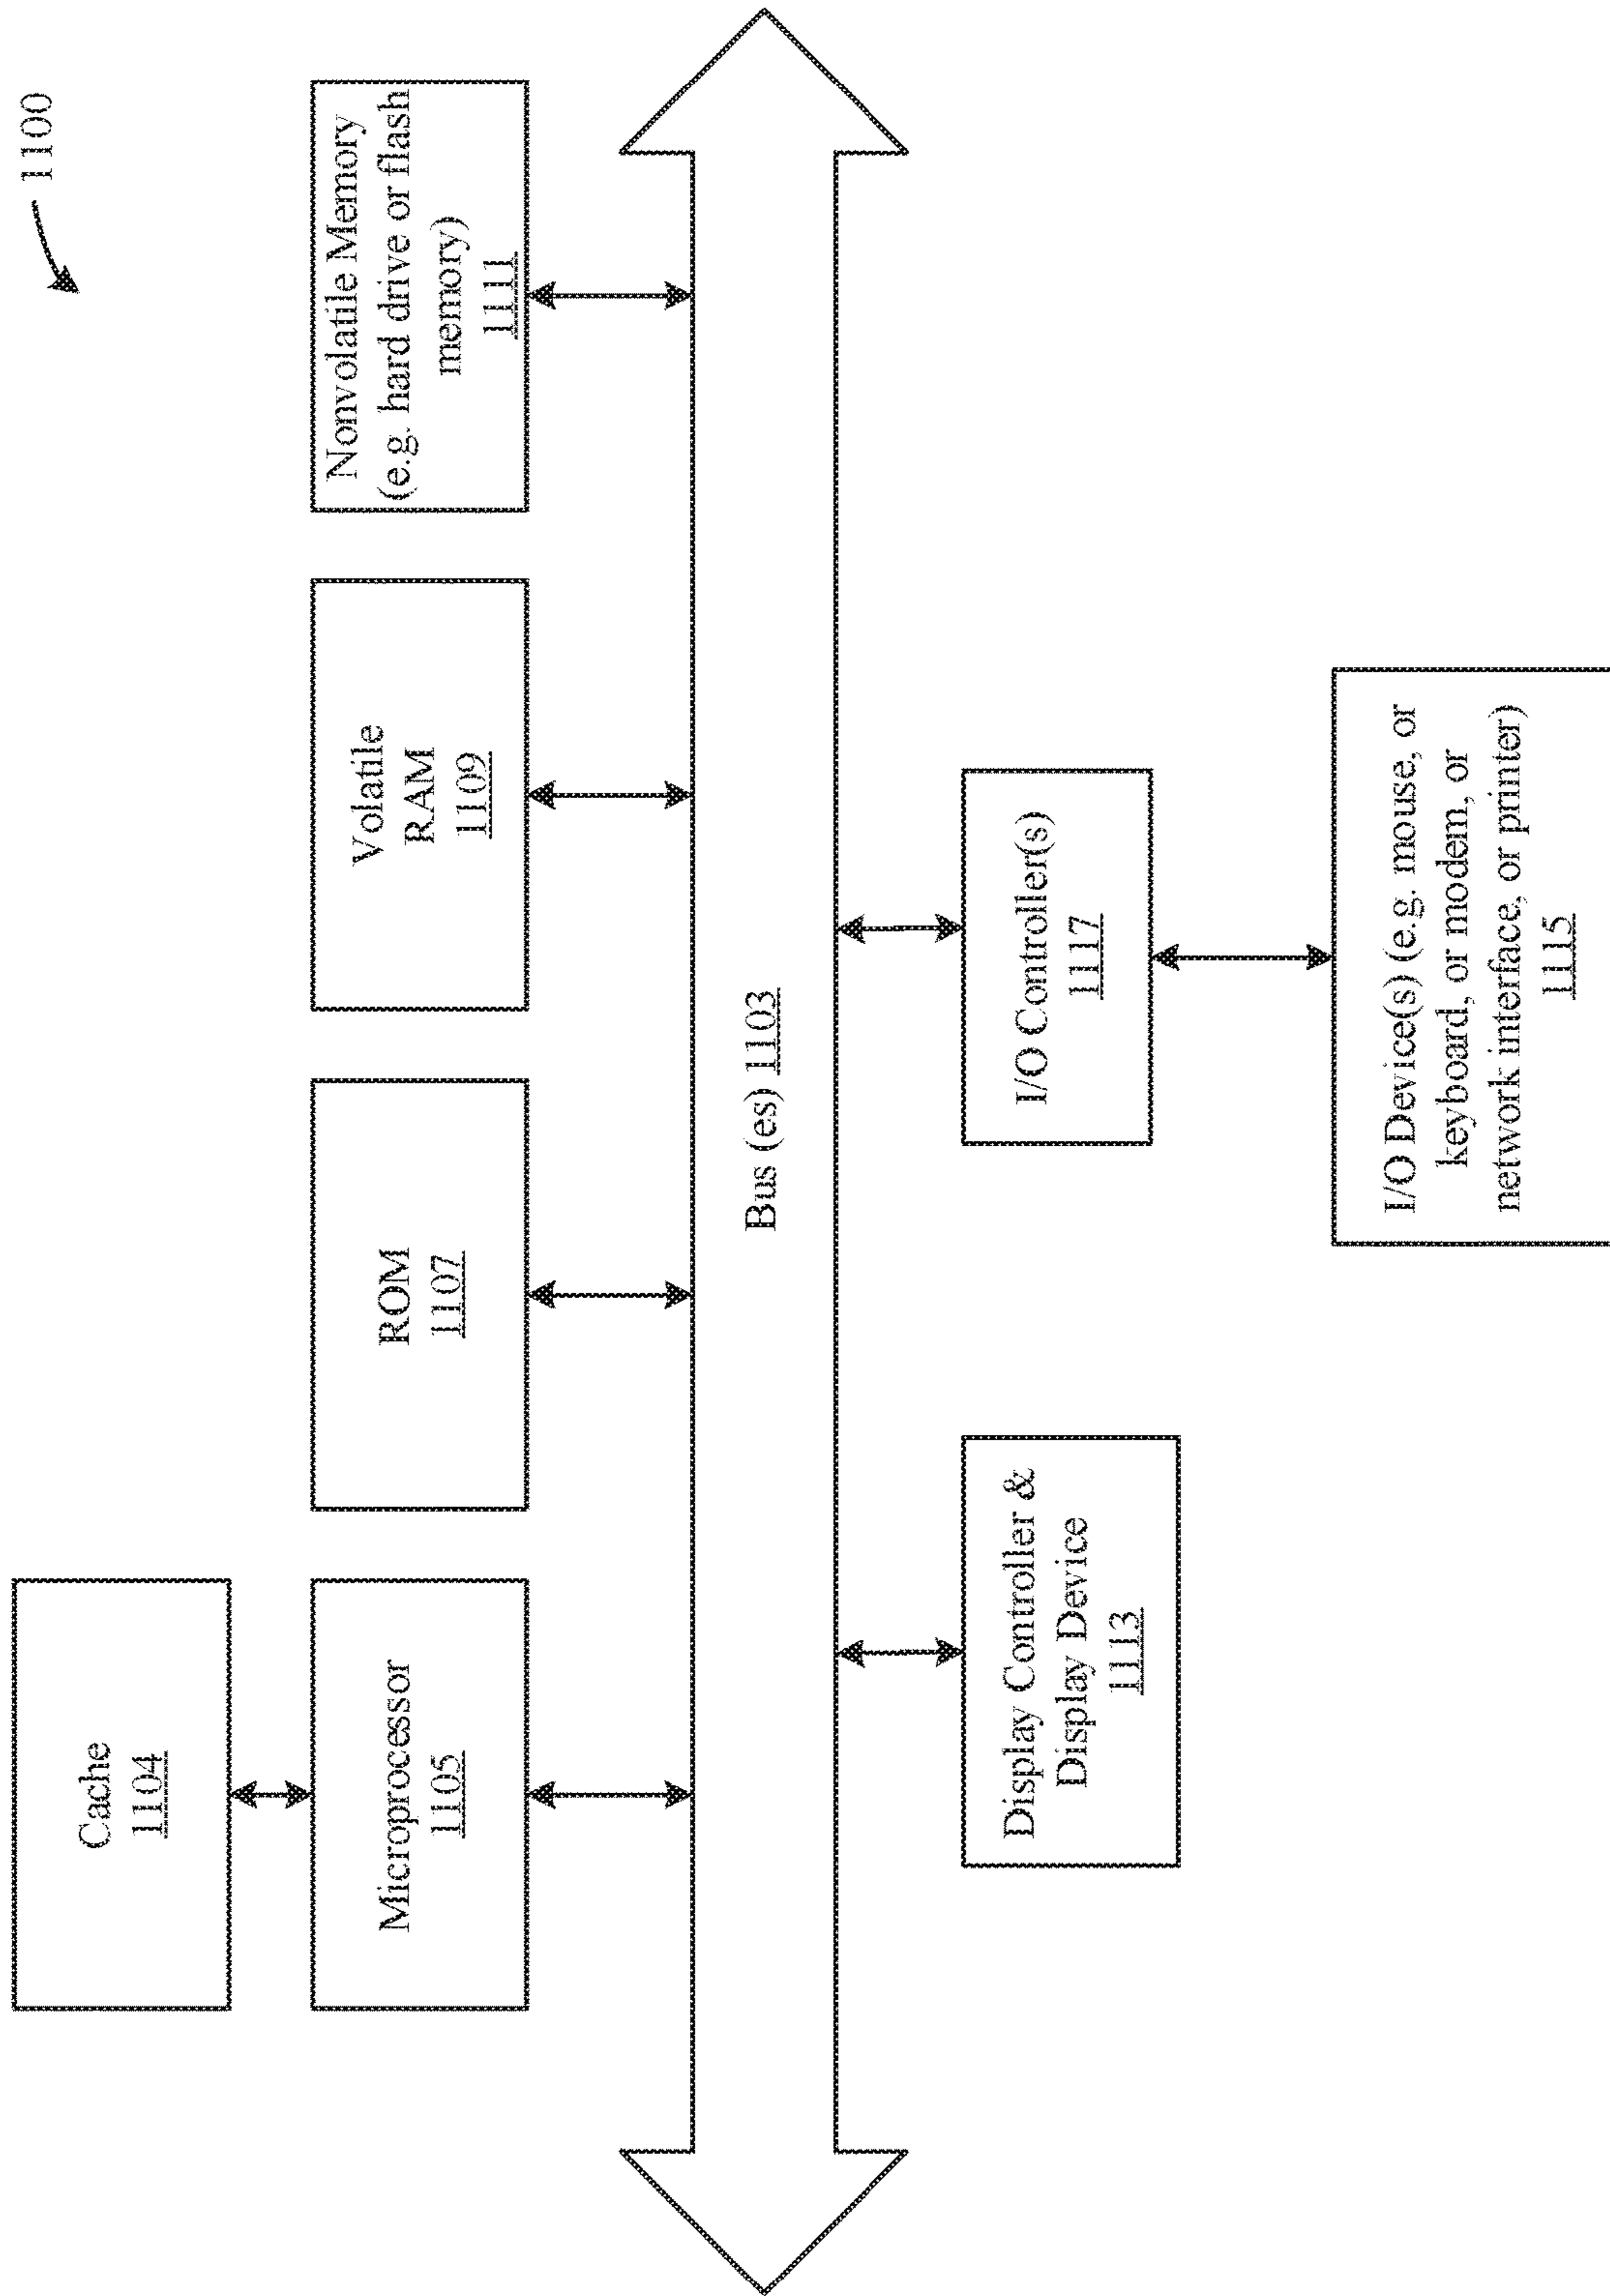 1100
Cache
1104
Microprocessor
1105
ROM
1107
Volatile
RAM
1109
Nonvolatile Memory
(e.g. hard drive or flash
memory)
1111
Bus (es) 1103
Display Controller &
Display Device
1113
I/O Controller(s)
1117
I/O Device(s) (e.g. mouse, or
keyboard, or modem, or
network interface, or printer)
1115